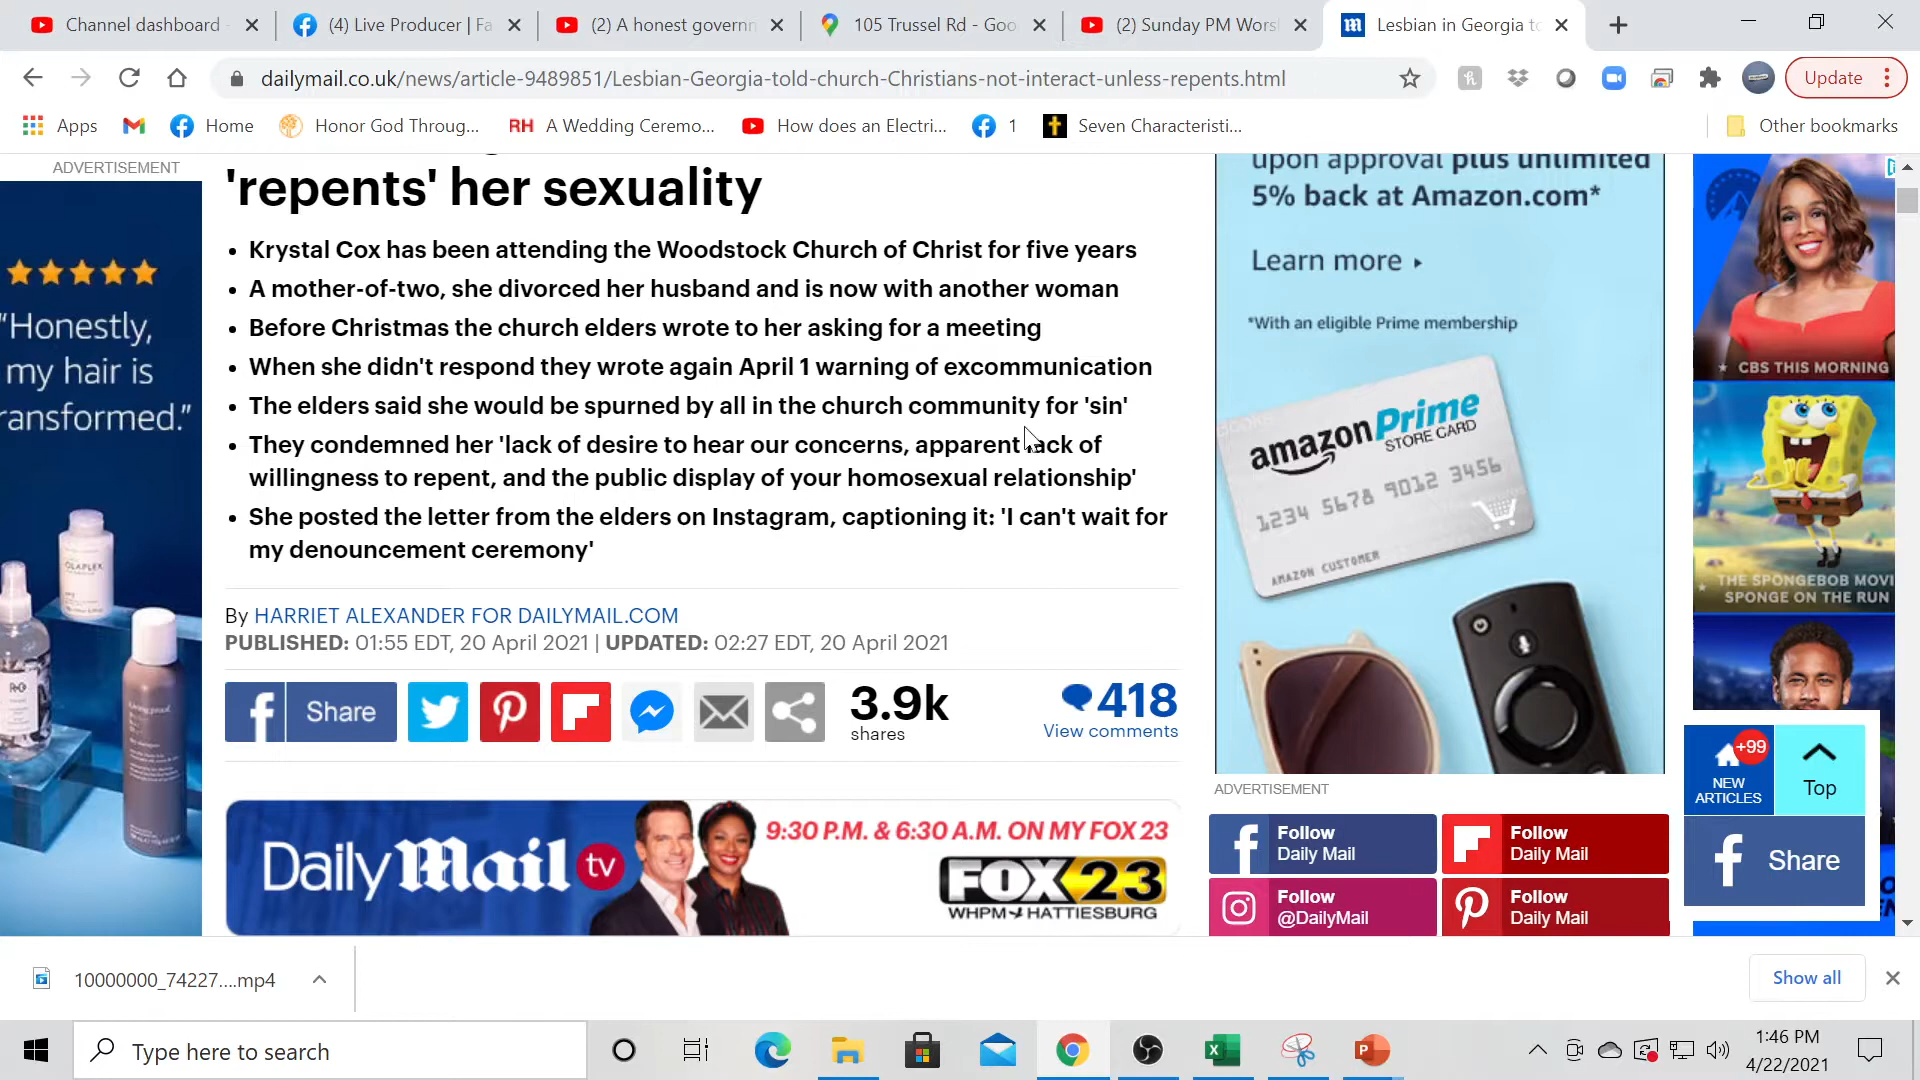 Channel dashboard
(4) Live Producer | Fa
(2) A honest governm
105 Trussel Rd - Goo
(2) Sunday PM Wors
Lesbian in Georgia to
dailymail.co.uk/news/article-9489851/Lesbian-Georgia-told-church-Christians-not-interact-unless-repents.html
Update
Apps
Home
Honor God Throug...
RH A Wedding Ceremo...
How does an Electri...
1
Seven Characteristi...
Other bookmarks
ADVERTISEMENT
"Honestly,
my hair is
ransformed."
OLAPLEX
'repents' her sexuality
• Krystal Cox has been attending the Woodstock Church of Christ for five years
• A mother-of-two, she divorced her husband and is now with another woman
• Before Christmas the church elders wrote to her asking for a meeting
• When she didn't respond they wrote again April 1 warning of excommunication
• The elders said she would be spurned by all in the church community for 'sin'
• They condemned her 'lack of desire to hear our concerns, apparent lack of
willingness to repent, and the public display of your homosexual relationship'
• She posted the letter from the elders on Instagram, captioning it: 'I can't wait for
my denouncement ceremony'
By HARRIET ALEXANDER FOR DAILYMAIL.COM
PUBLISHED: 01:55 EDT, 20 April 2021 | UPDATED: 02:27 EDT, 20 April 2021
Share
3.9k
shares
418
View comments
Daily Mail tv
9:30 P.M. & 6:30 A.M. ON MY FOX 23
FOX 23
WHPM HATTIESBURG
upon approval plus unlimited
5% back at Amazon.com*
Learn more
*With an eligible Prime membership
amazonPrime
STORE CARD
1234 5678 9012 3456
AMAZON CUSTOMER
ADVERTISEMENT
Follow
Daily Mail
Follow
Daily Mail
Follow
@DailyMail
Follow
Daily Mail
CBS THIS MORNING
THE SPONGEBOB MOVI
SPONGE ON THE RUN
+99
NEW
ARTICLES
Top
Share
10000000_74227....mp4
Show all
Type here to search
1:46 PM
4/22/2021